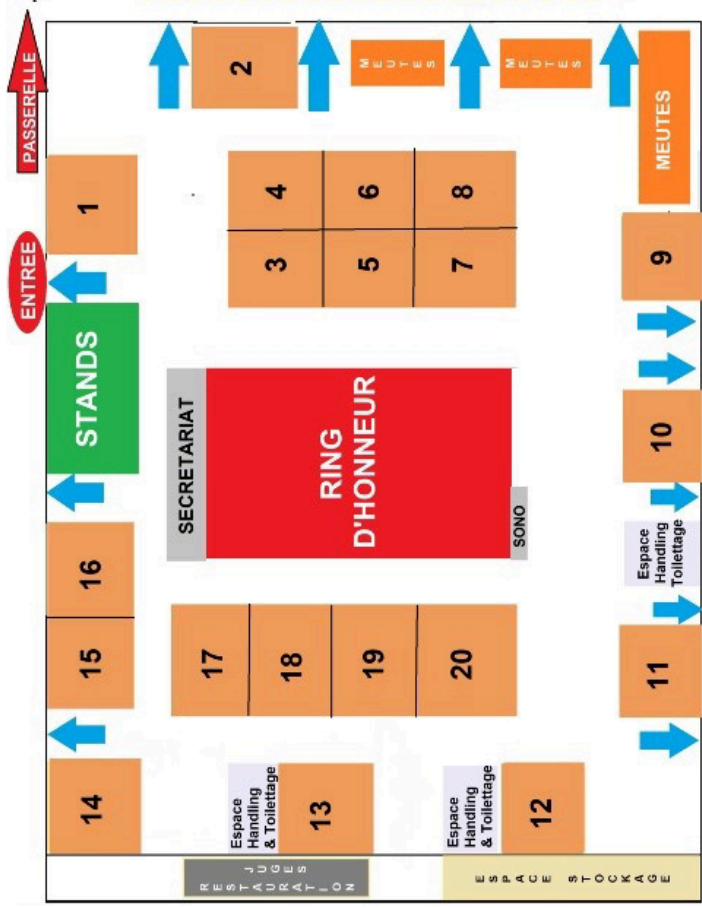 PASSERELLE
ENTREE
1
2
MEUTES
MEUTES
MEUTES
3
4
5
6
7
8
9
STANDS
SECRETARIAT
RING
D'HONNEUR
SONO
10
Espace
Handling
Toilettage
11
16
15
17
18
19
20
14
Espace
Handling
& Toilettage
13
Espace
Handling
& Toilettage
12
JUGES
RESTAURATION
ESPACE STOCKAGE